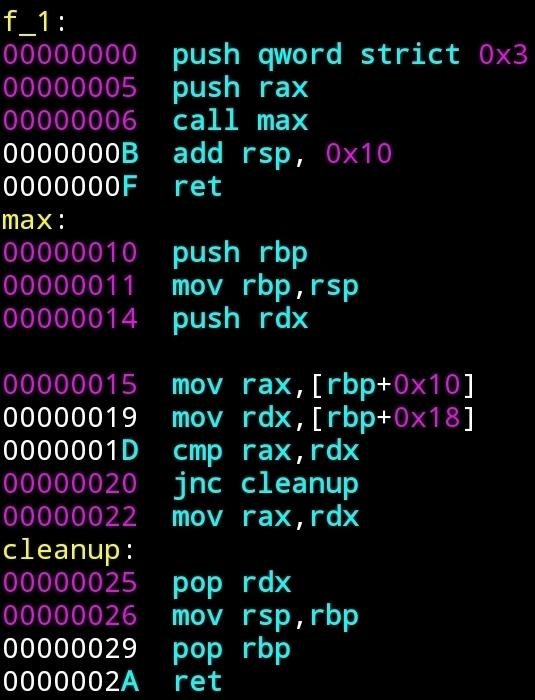 f_1:
00000000  push qword strict 0x3
00000005  push rax
00000006  call max
0000000B  add rsp, 0x10
0000000F  ret
max:
00000010  push rbp
00000011  mov rbp,rsp
00000014  push rdx
00000015  mov rax,[rbp+0x10]
00000019  mov rdx,[rbp+0x18]
0000001D  cmp rax,rdx
00000020  jnc cleanup
00000022  mov rax,rdx
cleanup:
00000025  pop rdx
00000026  mov rsp,rbp
00000029  pop rbp
0000002A  ret